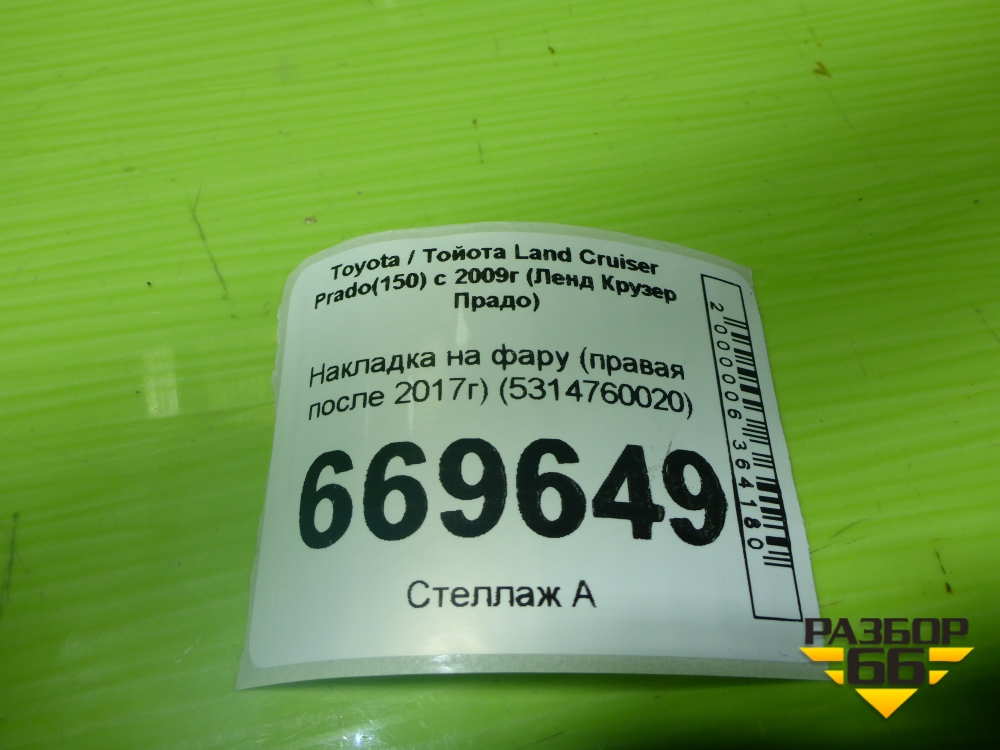 Toyota / Тойота Land Cruiser
Prado(150) с 2009г (Ленд Крузер
Прадо)
Накладка на фару (правая
после 2017г) (5314760020)
669649
Стеллаж А
2000006364180
РАЗБОР
66